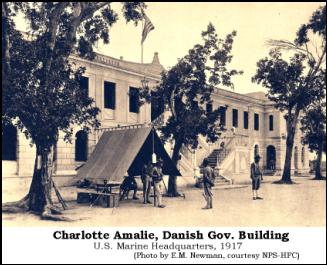 Charlotte Amalie, Danish Gov. Building
U.S. Marine Headquarters, 1917
(Photo by E.M. Newman, courtesy NPS-HFC)